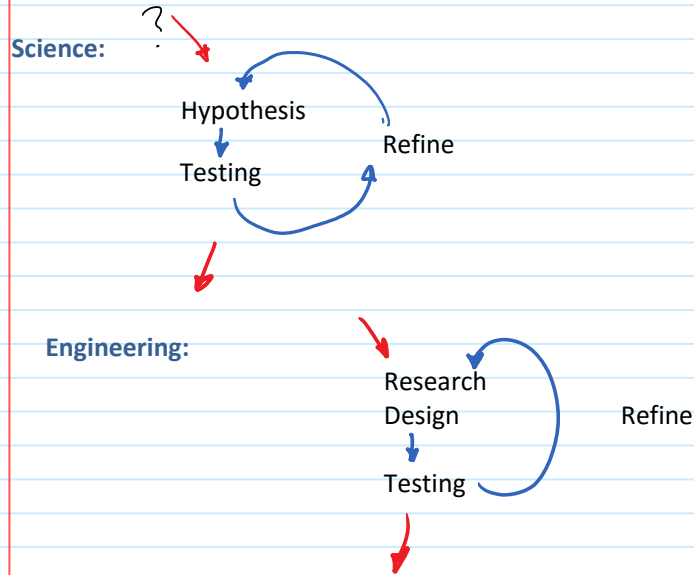 ?
Science:
Hypothesis
Refine
Testing
Engineering:
Research
Design
Refine
Testing